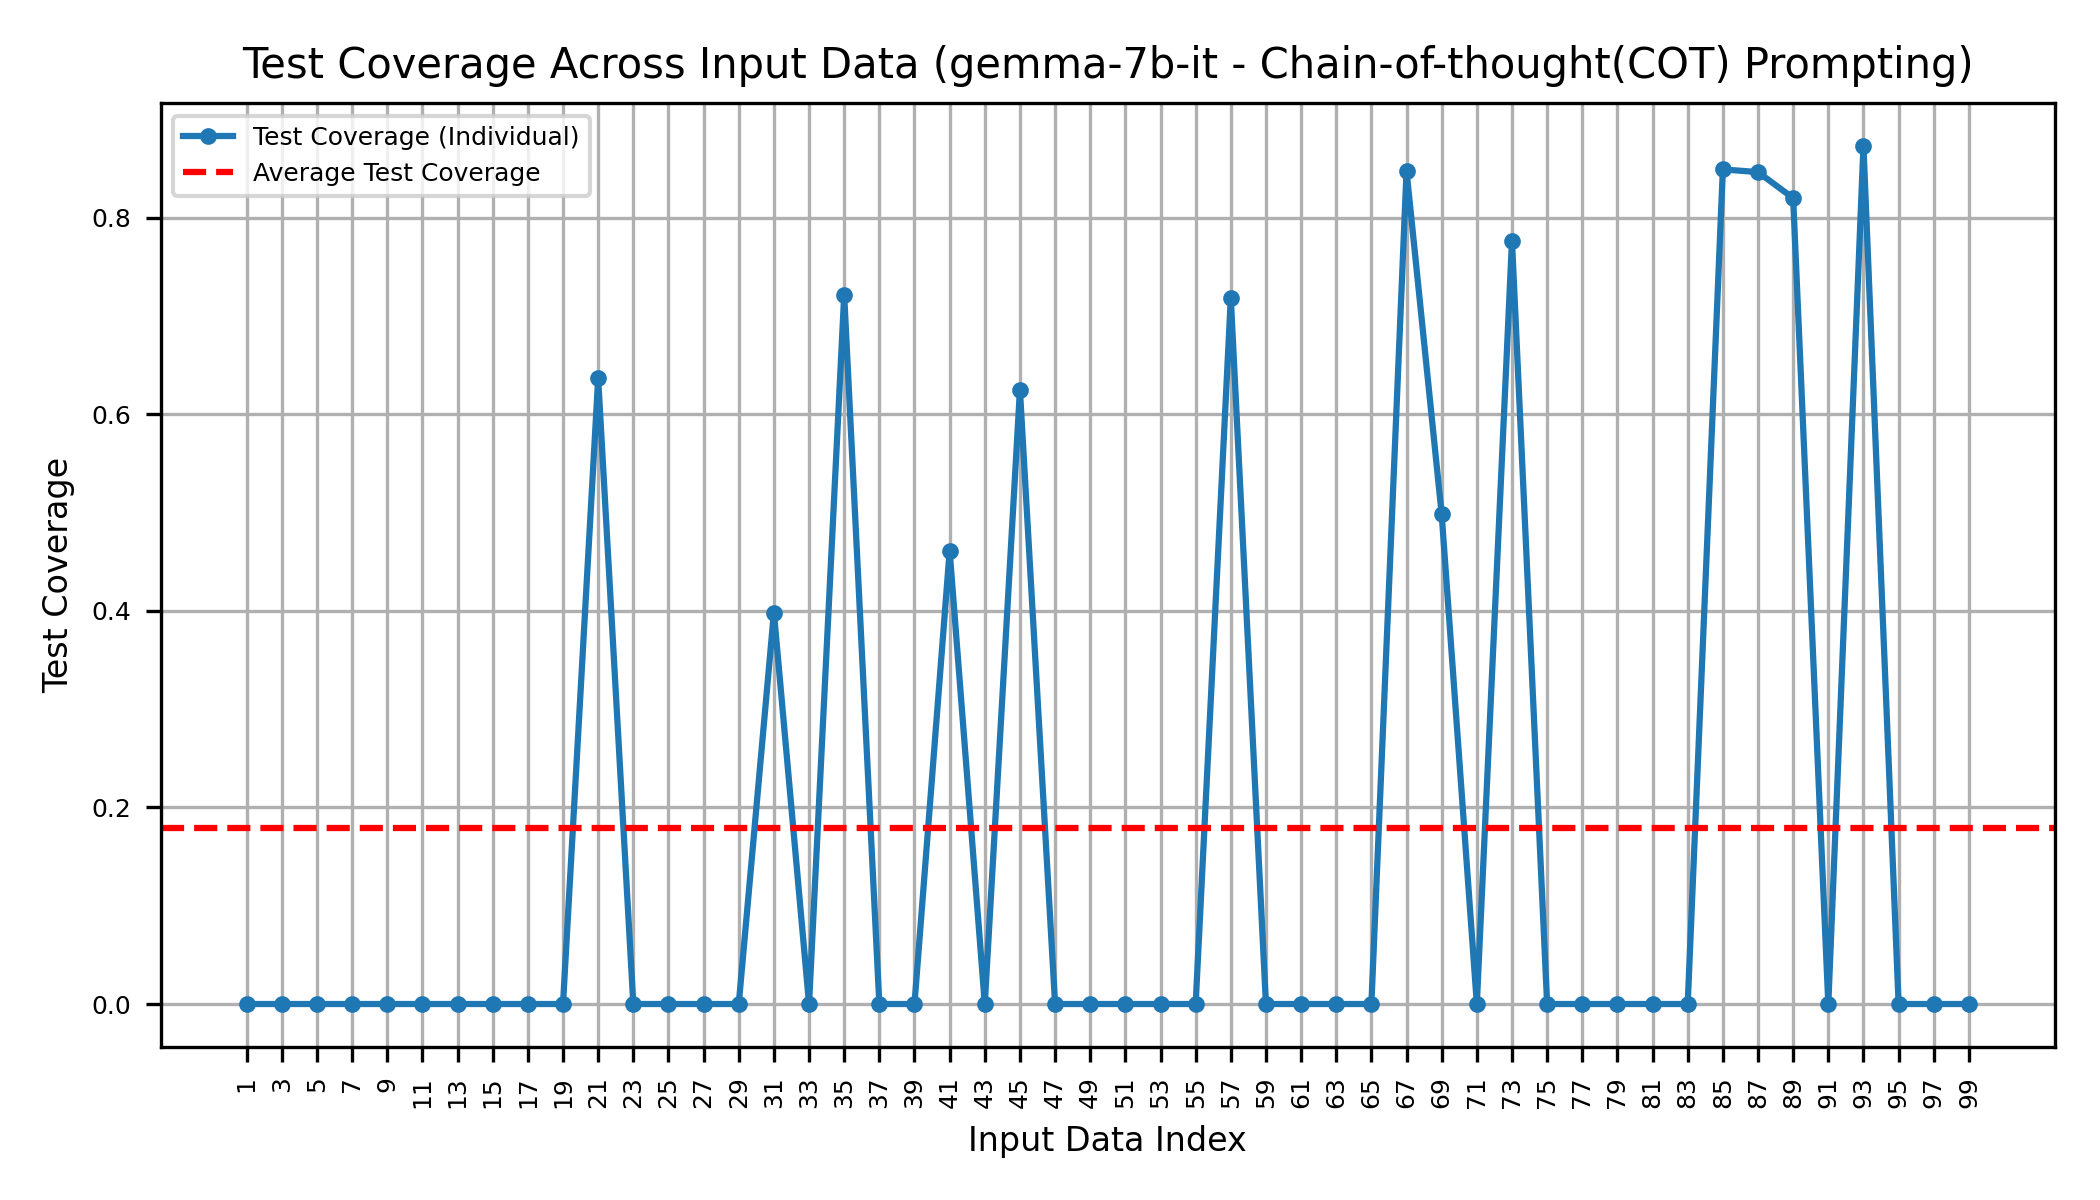 Test Coverage Across Input Data (gemma-7b-it - Chain-of-thought(COT) Prompting)
Test Coverage (Individual)
Average Test Coverage
Test Coverage
0.8
0.6
0.4
0.2
0.0
1 3 5 7 9 11 13 15 17 19 21 23 25 27 29 31 33 35 37 39 41 43 45 47 49 51 53 55 57 59 61 63 65 67 69 71 73 75 77 79 81 83 85 87 89 91 93 95 97 99
Input Data Index